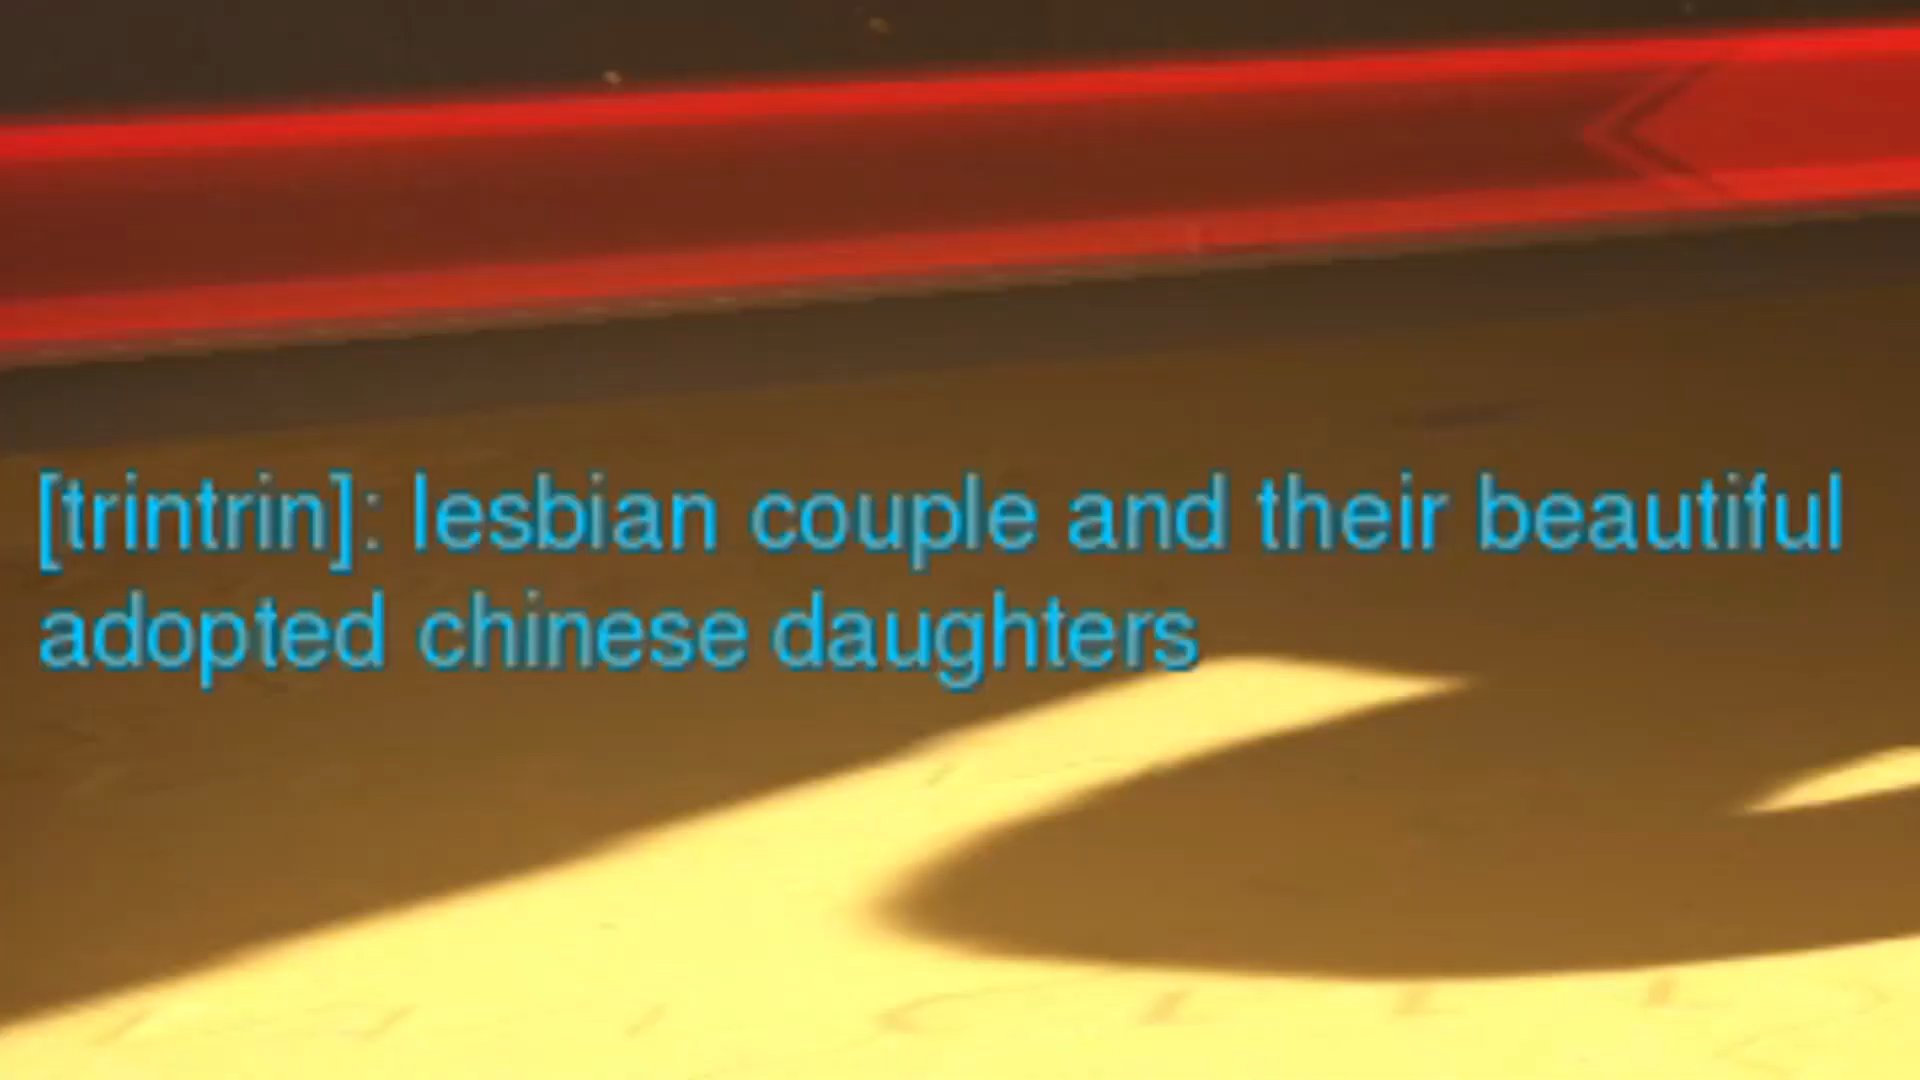 [trintrin]: lesbian couple and their beautiful
adopted chinese daughters